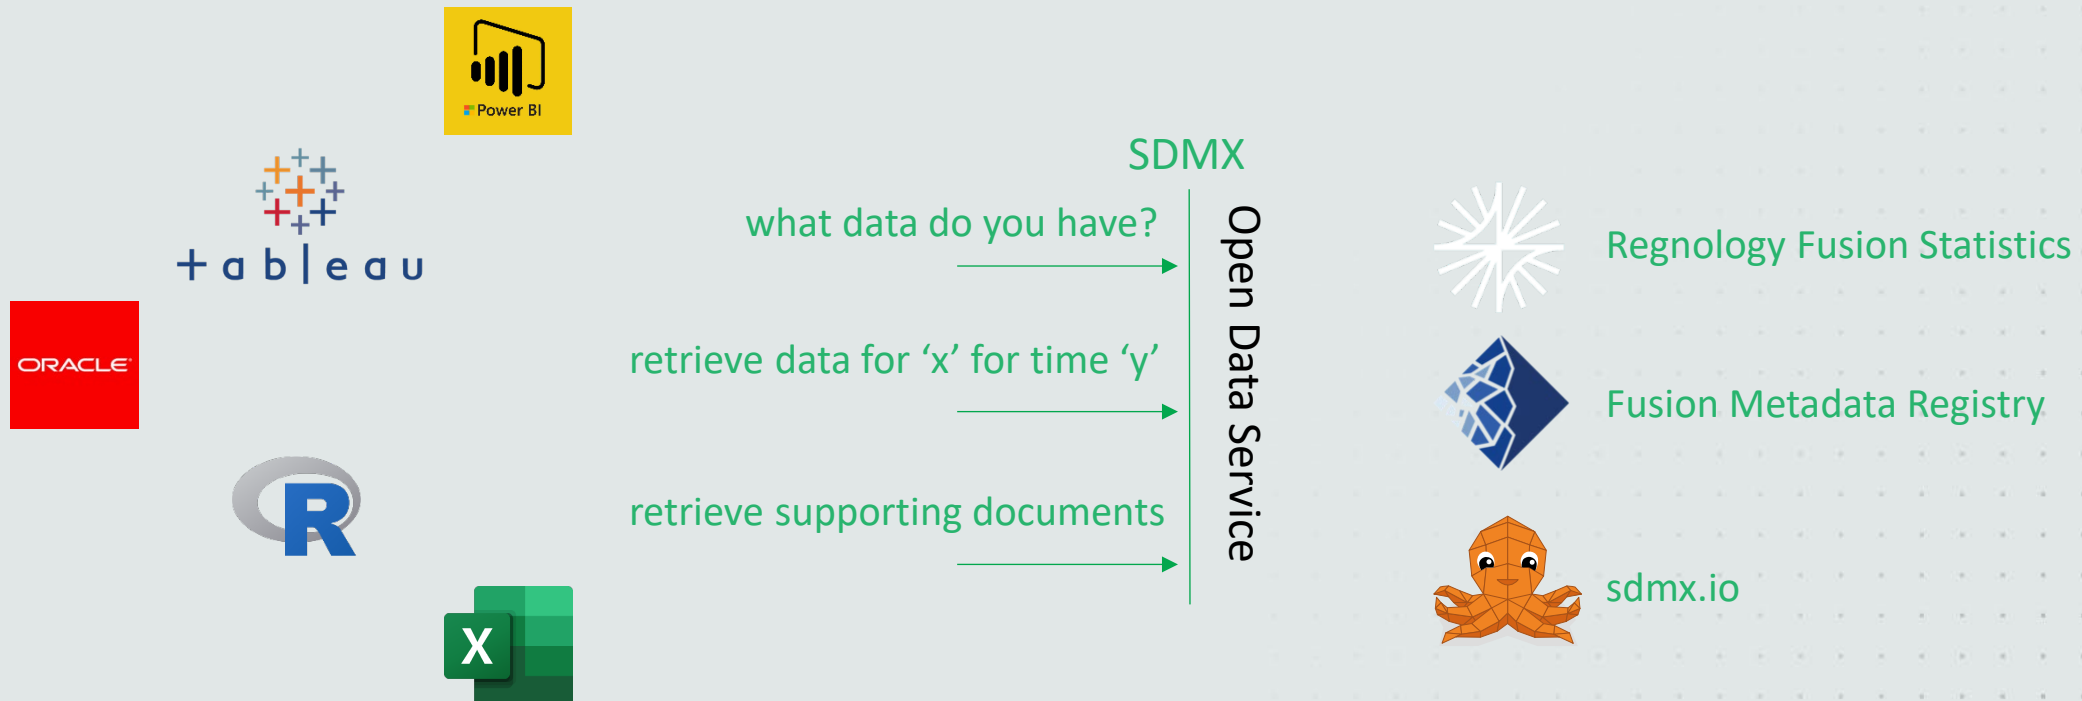 Power BI
+ableau
ORACLE
R
X
SDMX
what data do you have?
retrieve data for ‘x’ for time ‘y’
retrieve supporting documents
Open Data Service
Regnology Fusion Statistics
Fusion Metadata Registry
sdmx.io